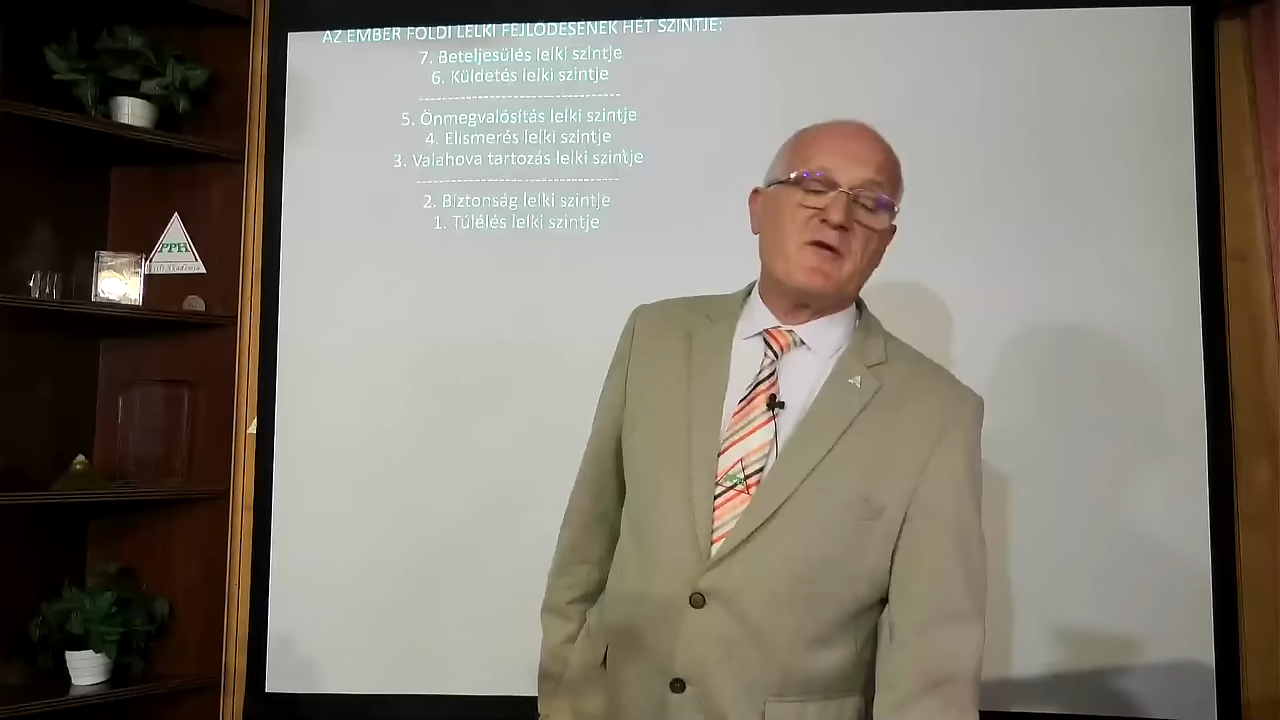 AZ EMBER FÖLDI LELKI FEJLŐDÉSÉNEK HÉT SZINTJE:
7. Beteljesülés lelki szintje
6. Küldetés lelki szintje
-----------------------------------
5. Önmegvalósítás lelki szintje
4. Elismerés lelki szintje
3. Valahova tartozás lelki szintje
-----------------------------------
2. Biztonság lelki szintje
1. Túlélés lelki szintje
PPH